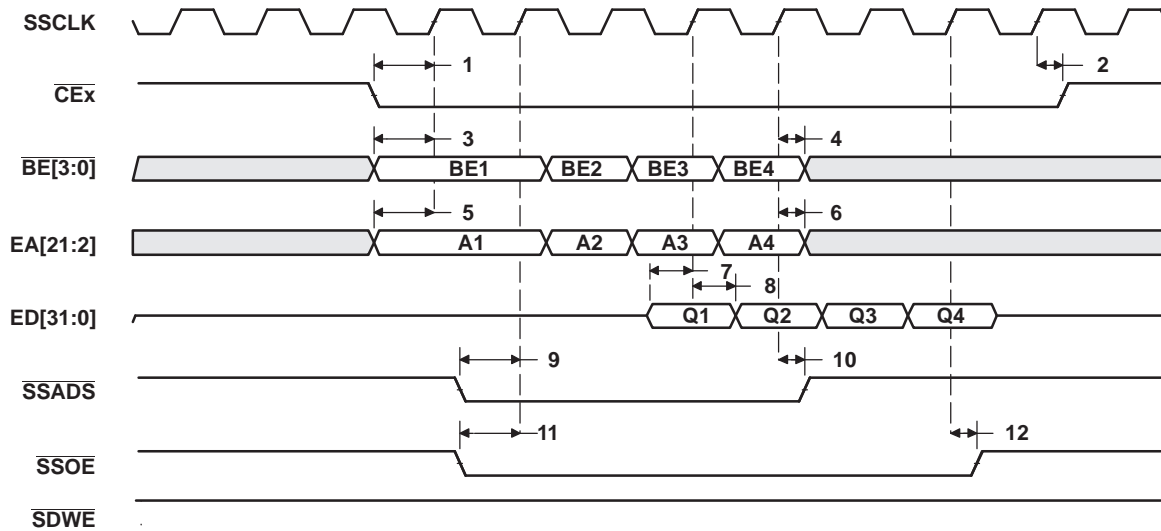 SSCLK
1 2
CEx
3 4
BE[3:0] BE1 BE2 BE3 BE4
5 6
EA[21:2] A1 A2 A3 A4
7
8
ED[31:0] Q1 Q2 Q3 Q4
9 10
SSADS
11 12
SSOE
SDWE